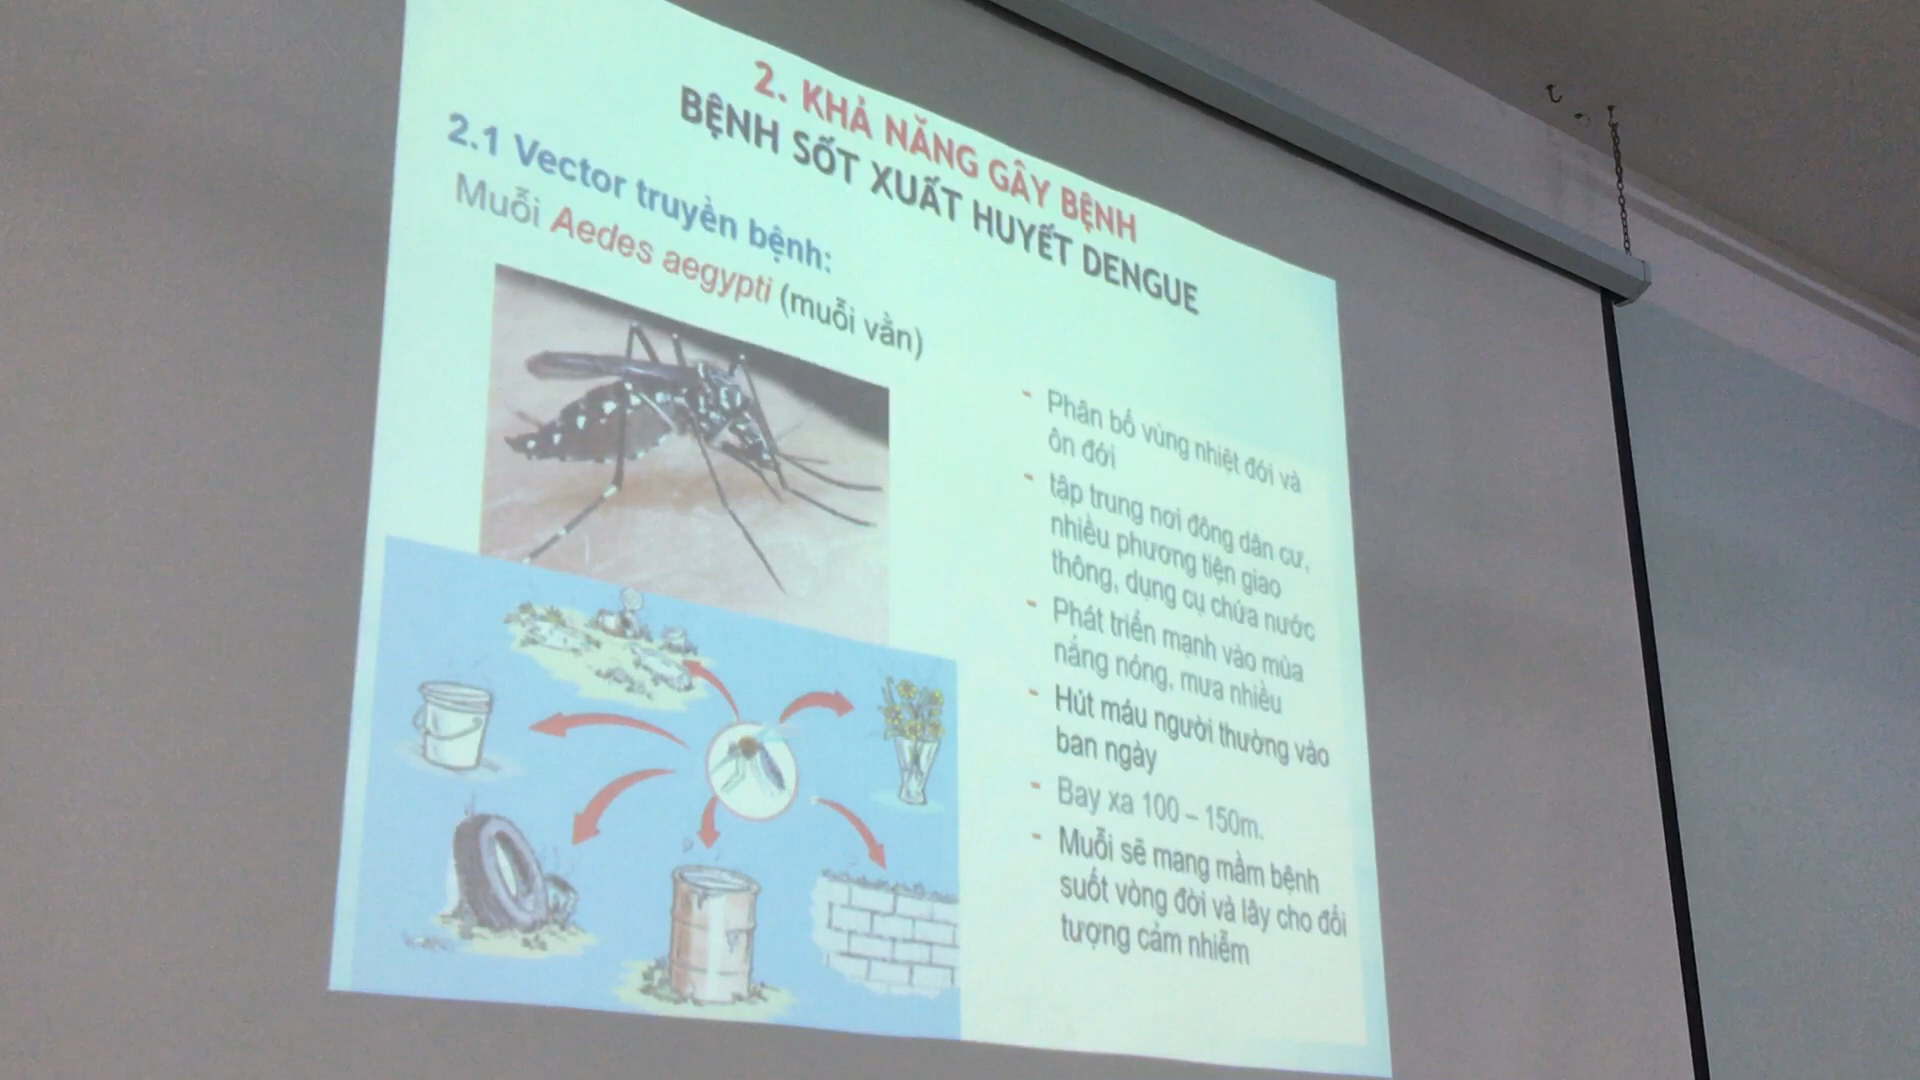 2. KHẢ NĂNG GÂY BỆNH
BỆNH SỐT XUẤT HUYẾT DENGUE
2.1 Vector truyền bệnh:
Muỗi Aedes aegypti (muỗi vằn)
- Phân bố vùng nhiệt đới và
ôn đới
- tập trung nơi đông dân cư,
nhiều phương tiện giao
thông, dụng cụ chứa nước
- Phát triển mạnh vào mùa
nắng nóng, mưa nhiều
- Hút máu người thường vào
ban ngày
- Bay xa 100 – 150m.
- Muỗi sẽ mang mầm bệnh
suốt vòng đời và lây cho đối
tượng cảm nhiễm